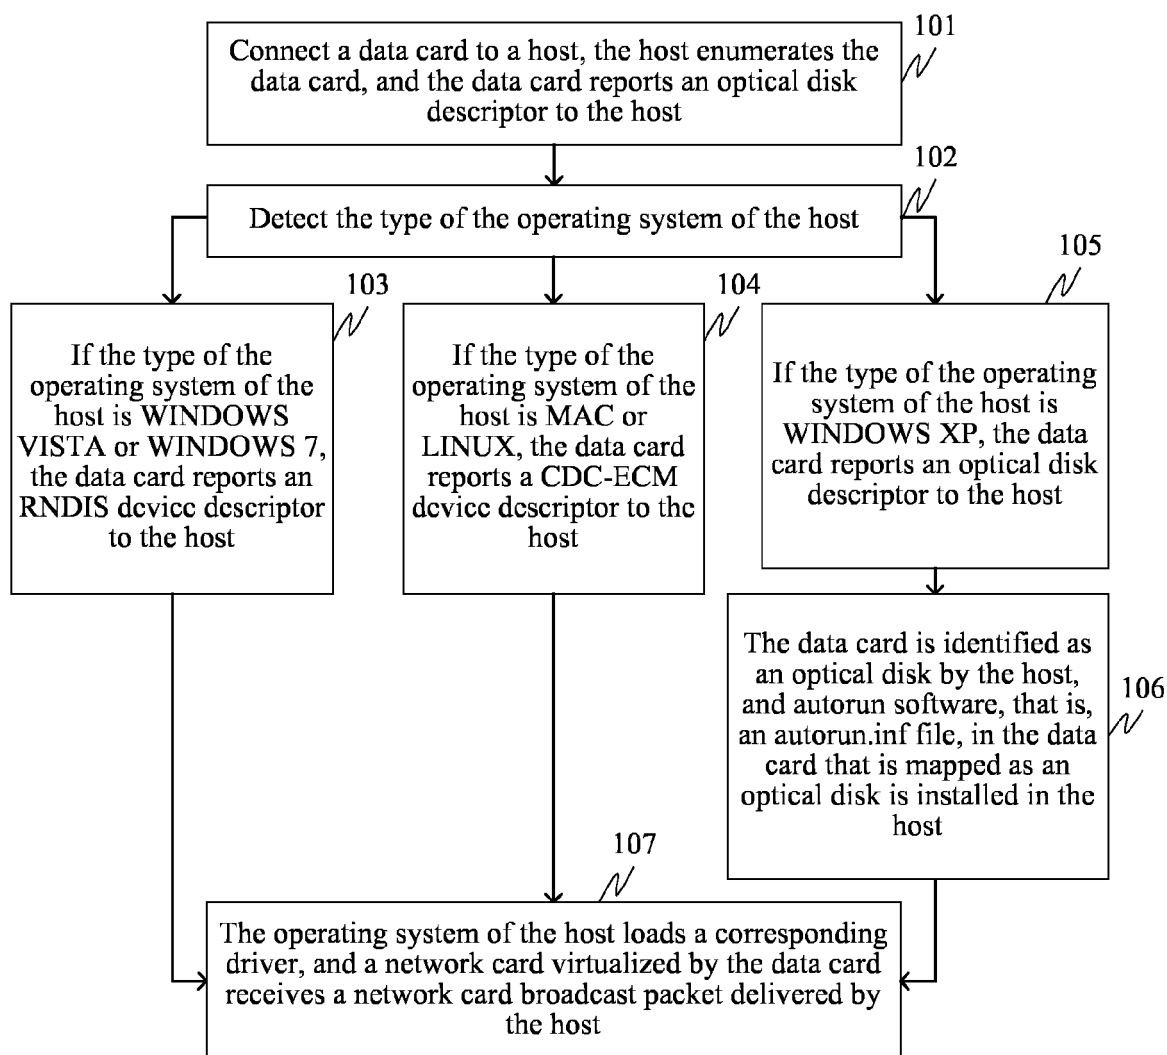 101
Connect a data card to a host, the host enumerates the
data card, and the data card reports an optical disk
descriptor to the host
102
Detect the type of the operating system of the host
103
If the type of the
operating system of the
host is WINDOWS
VISTA or WINDOWS 7,
the data card reports an
RNDIS device descriptor
to the host
104
If the type of the
operating system of the
host is MAC or
LINUX, the data card
reports a CDC-ECM
device descriptor to the
host
105
If the type of the operating
system of the host is
WINDOWS XP, the data
card reports an optical disk
descriptor to the host
The data card is identified as
an optical disk by the host,
and autorun software, that is,
an autorun.inf file, in the data
card that is mapped as an
optical disk is installed in the
host
106
107
The operating system of the host loads a corresponding
driver, and a network card virtualized by the data card
receives a network card broadcast packet delivered by
the host